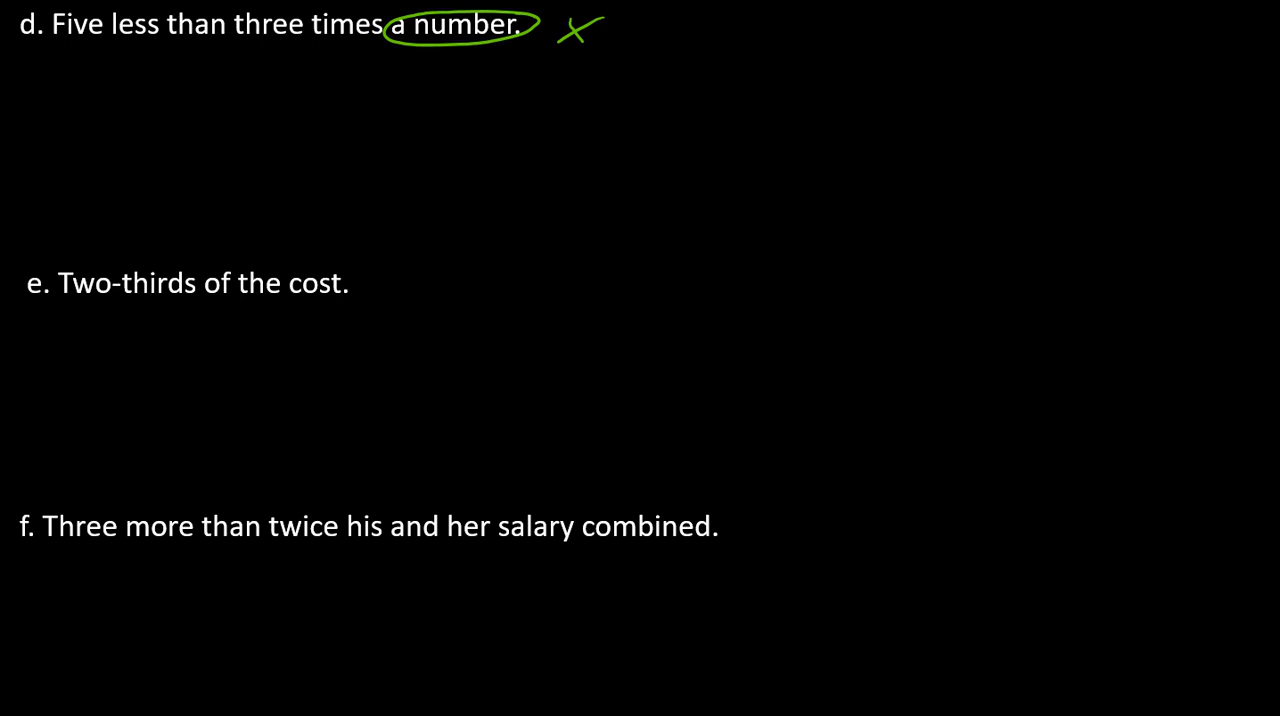 d. Five less than three times a number. x
e. Two-thirds of the cost.
f. Three more than twice his and her salary combined.